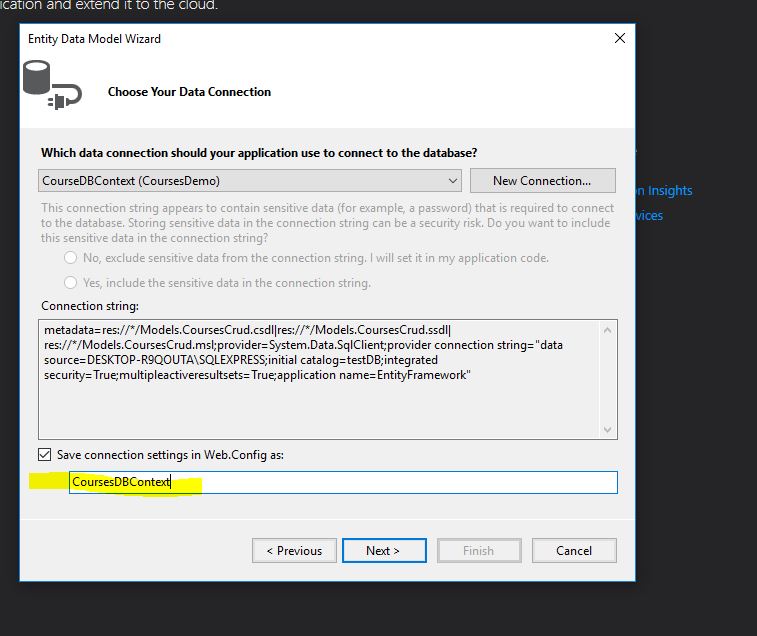 ication and extend it to the cloud.
Entity Data Model Wizard
Choose Your Data Connection
Which data connection should your application use to connect to the database?
CourseDBContext (CoursesDemo)
New Connection...
This connection string appears to contain sensitive data (for example, a password) that is required to connect
to the database. Storing sensitive data in the connection string can be a security risk. Do you want to include
this sensitive data in the connection string?
No, exclude sensitive data from the connection string. I will set it in my application code.
Yes, include the sensitive data in the connection string.
Connection string:
metadata=res://*/Models.CoursesCrud.csdl|res://*/Models.CoursesCrud.ssdl|
res://*/Models.CoursesCrud.msl;provider=System.Data.SqlClient;provider connection string="data
source=DESKTOP-R9QOUTA\SQLEXPRESS;initial catalog=testDB;integrated
security=True;multipleactiveresultsets=True;application name=EntityFramework"
Save connection settings in Web.Config as:
CoursesDBContext
< Previous
Next >
Finish
Cancel
n Insights
vices